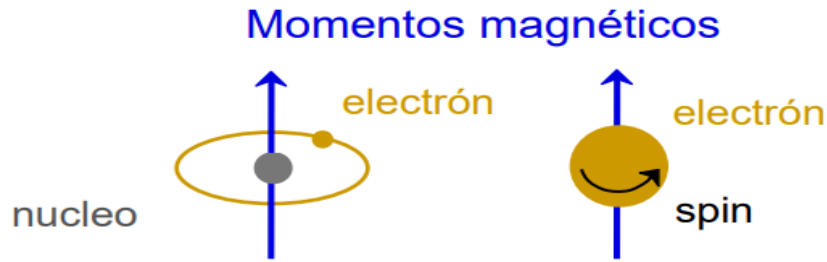 Momentos magnéticos
electrón
electrón
nucleo
spin